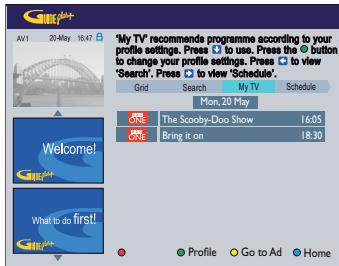 GUIDE plus+
AV1 20-May 16:47
'My TV' recommends programme according to your
profile settings. Press to use. Press the button
to change your profile settings. Press to view
'Search'. Press to view 'Schedule'.
Grid Search My TV Schedule
Mon, 20 May
BBC ONE The Scooby-Doo Show 16:05
BBC ONE Bring it on 18:30
Welcome!
GUIDE plus+
What to do first!
GUIDE plus+
Profile Go to Ad Home